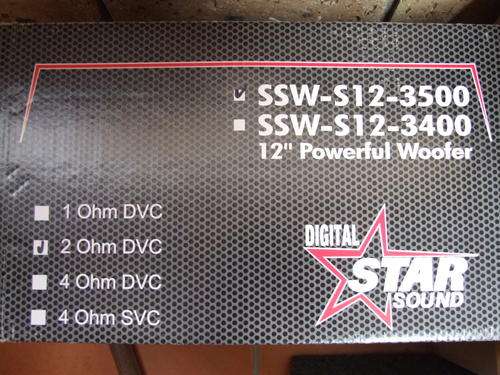 SSW-S12-3500
SSW-S12-3400
12" Powerful Woofer
1 Ohm DVC
2 Ohm DVC
4 Ohm DVC
4 Ohm SVC
DIGITAL
STAR
SOUND